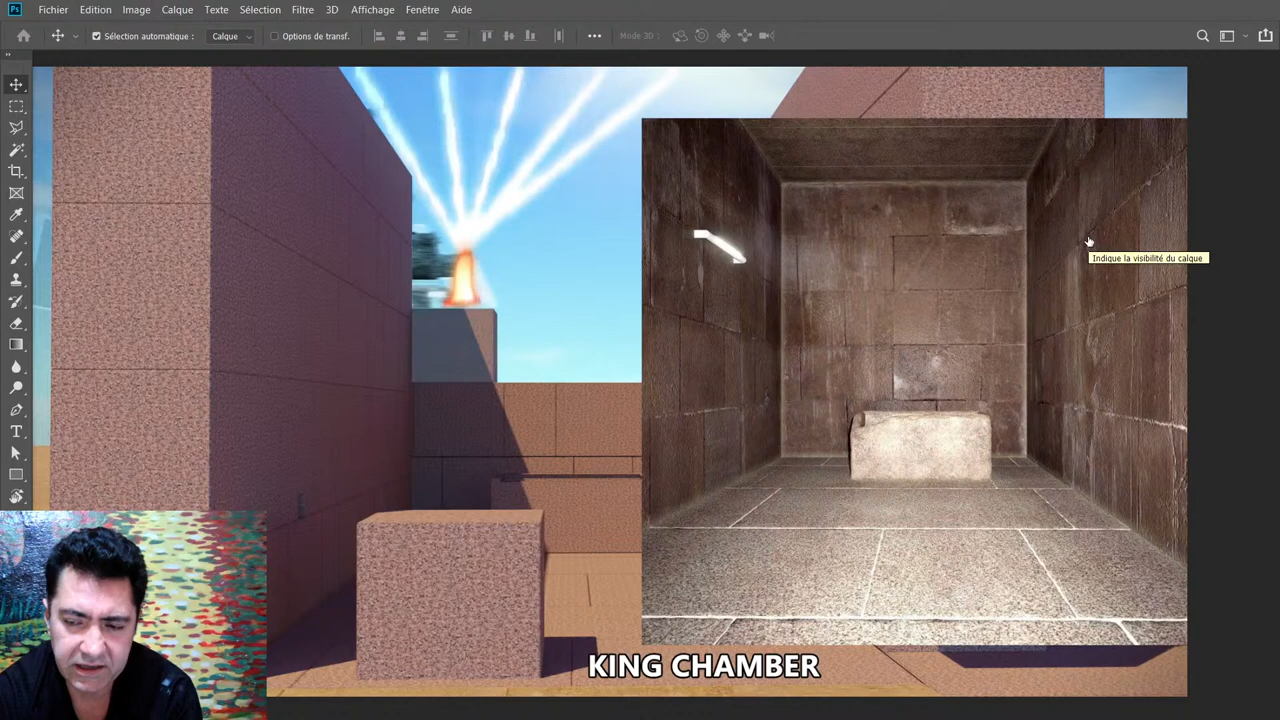 Ps Fichier Edition Image Calque Texte Sélection Filtre 3D Affichage Fenêtre Aide
Sélection automatique : Calque Options de transf. Mode 3D :
Indique la visibilité du calque
KING CHAMBER